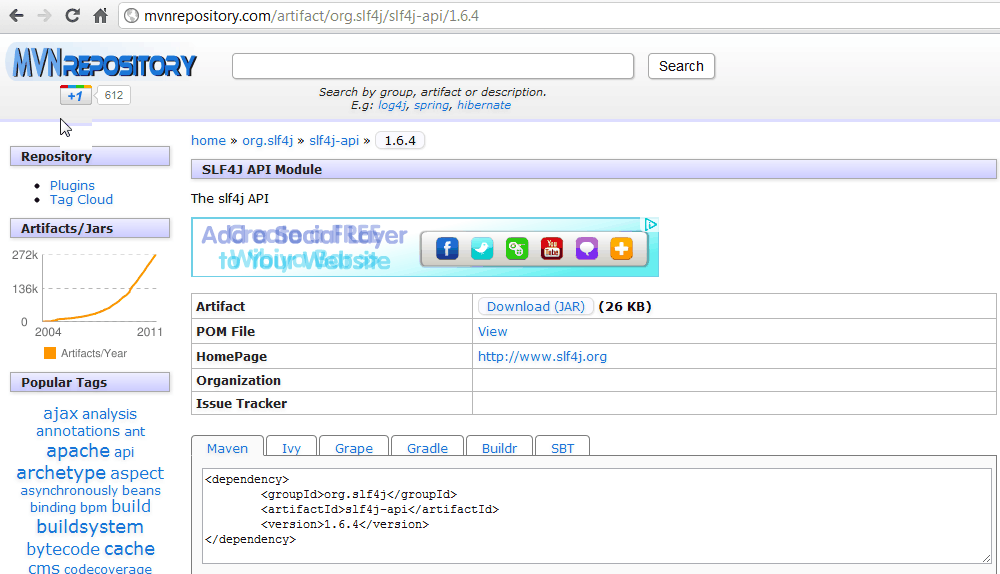 mvnrepository.com/artifact/org.slf4j/slf4j-api/1.6.4
MVNREPOSITORY
Search
+1 612
Search by group, artifact or description.
E.g: log4j, spring, hibernate
home » org.slf4j » slf4j-api » 1.6.4
Repository
Plugins
Tag Cloud
Artifacts/Jars
272k
136k
0
2004 2011
Artifacts/Year
Popular Tags
ajax analysis
annotations ant
apache api
archetype aspect
asynchronously beans
binding bpm build
buildsystem
bytecode cache
cms codecoverage
SLF4J API Module
The slf4j API
to Your Website
You
Tube
Artifact Download (JAR) (26 KB)
POM File View
HomePage http://www.slf4j.org
Organization
Issue Tracker
Maven Ivy Grape Gradle Buildr SBT
<dependency>
<groupId>org.slf4j</groupId>
<artifactId>slf4j-api</artifactId>
<version>1.6.4</version>
</dependency>